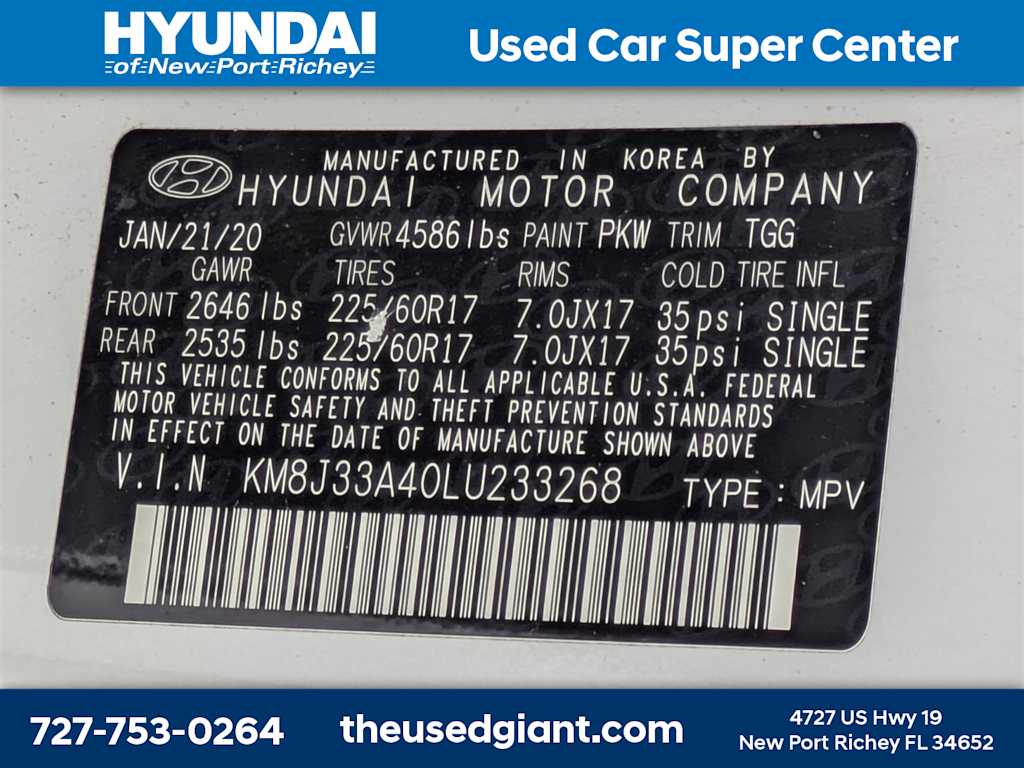 HYUNDAI
of New Port Richey
Used Car Super Center
MANUFACTURED IN KOREA BY
HYUNDAI MOTOR COMPANY
JAN/21/20 GVWR 4586 lbs PAINT PKW TRIM TGG
GAWR TIRES RIMS COLD TIRE INFL
FRONT 2646 lbs 225/60R17 7.0JX17 35psi SINGLE
REAR 2535 lbs 225/60R17 7.0JX17 35psi SINGLE
THIS VEHICLE CONFORMS TO ALL APPLICABLE U.S.A. FEDERAL
MOTOR VEHICLE SAFETY AND THEFT PREVENTION STANDARDS
IN EFFECT ON THE DATE OF MANUFACTURE SHOWN ABOVE
V.I.N KM8J33A40LU233268 TYPE : MPV
727-753-0264
theusedgiant.com
4727 US Hwy 19
New Port Richey FL 34652